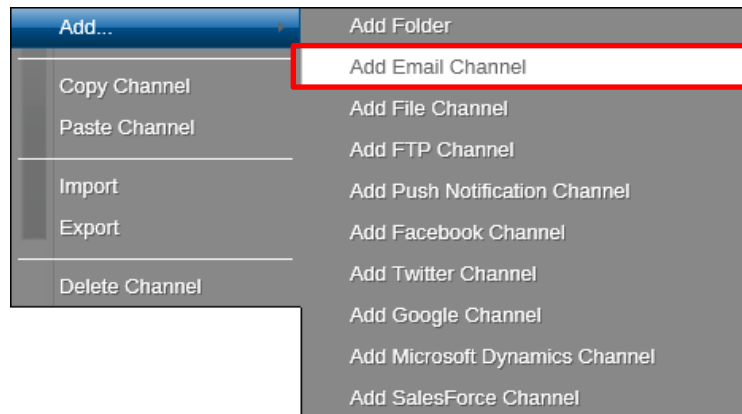 Add...
Copy Channel
Paste Channel
Import
Export
Delete Channel
Add Folder
Add Email Channel
Add File Channel
Add FTP Channel
Add Push Notification Channel
Add Facebook Channel
Add Twitter Channel
Add Google Channel
Add Microsoft Dynamics Channel
Add SalesForce Channel